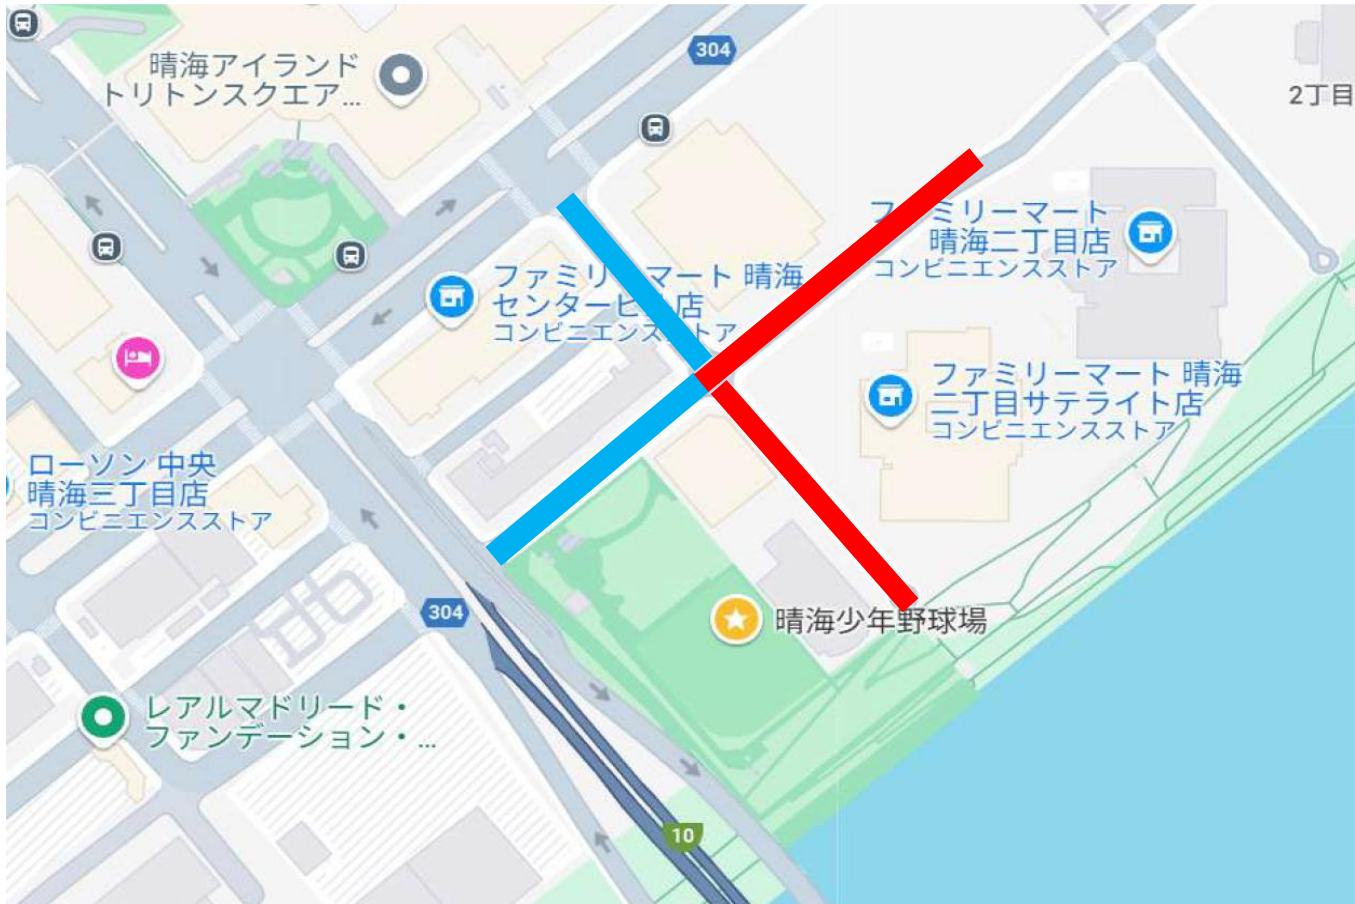 304
晴海アイランド
トリトンスクエア...
2丁目
ファミリーマート
晴海二丁目店
コンビニエンスストア
ファミリーマート 晴海
センタービル店
コンビニエンスストア
ファミリーマート 晴海
二丁目サテライト店
コンビニエンスストア
ローソン 中央
晴海三丁目店
コンビニエンスストア
304
晴海少年野球場
レアルマドリード・
ファンデーション・...
10